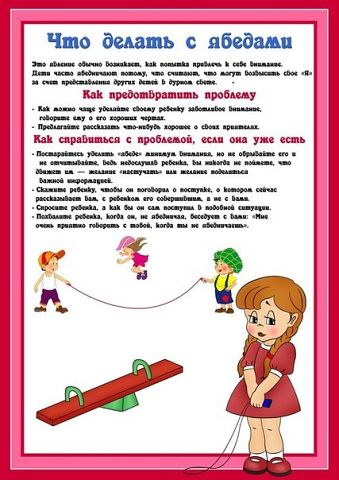 Что делать с ябедами
Это явление обычно возникает, как попытка привлечь к себе внимание.
Дети часто ябедничают потому, что считают, что могут возвысить свое «Я»
за счет представления других детей в дурном свете.
Как предотвратить проблему
- Как можно чаще уделяйте своему ребенку заботливое внимание,
говорите ему о его хороших чертах.
- Предлагайте рассказать что-нибудь хорошее о своих приятелях.
Как справиться с проблемой, если она уже есть
- Постарайтесь уделить «ябеде» минимум внимания, но не обрывайте его и
не отчитывайте, ведь недослушав ребенка, вы никогда не поймете, что
движет им — желание «настучать» или желание поделиться
важной информацией.
- Скажите ребенку, чтобы он поговорил о поступке, о котором сейчас
рассказывает вам, с ребенком его совершившим, а не с вами.
- Спросите ребенка, а как бы он сам поступил в подобной ситуации.
- Похвалите ребенка, когда он, не ябедничая, беседует с вами: «Мне
очень приятно говорить с тобой, когда ты не ябедничаешь».